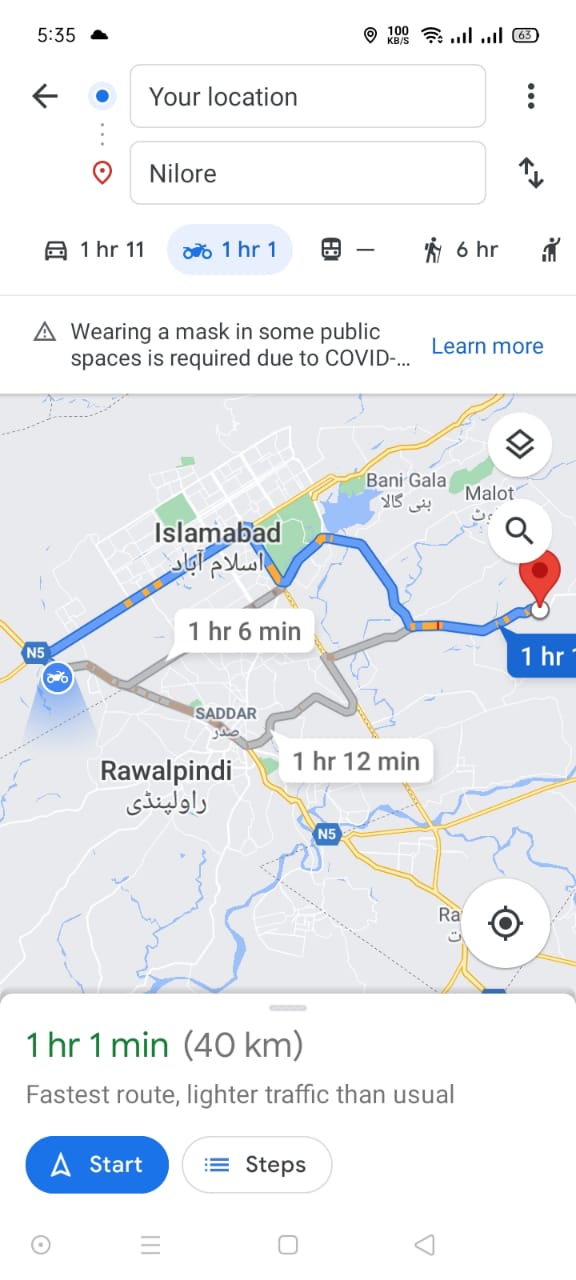 5:35
100
KB/S
63
Your location
Nilore
1 hr 11
1 hr 1
—
6 hr
Wearing a mask in some public
spaces is required due to COVID-...
Learn more
Bani Gala
بنی گالا
Malot
Islamabad
اسلام آباد
1 hr 6 min
N5
1 hr
SADDAR
صدر
1 hr 12 min
Rawalpindi
راولپنڈی
N5
Ra
ت
1 hr 1 min (40 km)
Fastest route, lighter traffic than usual
Start
Steps